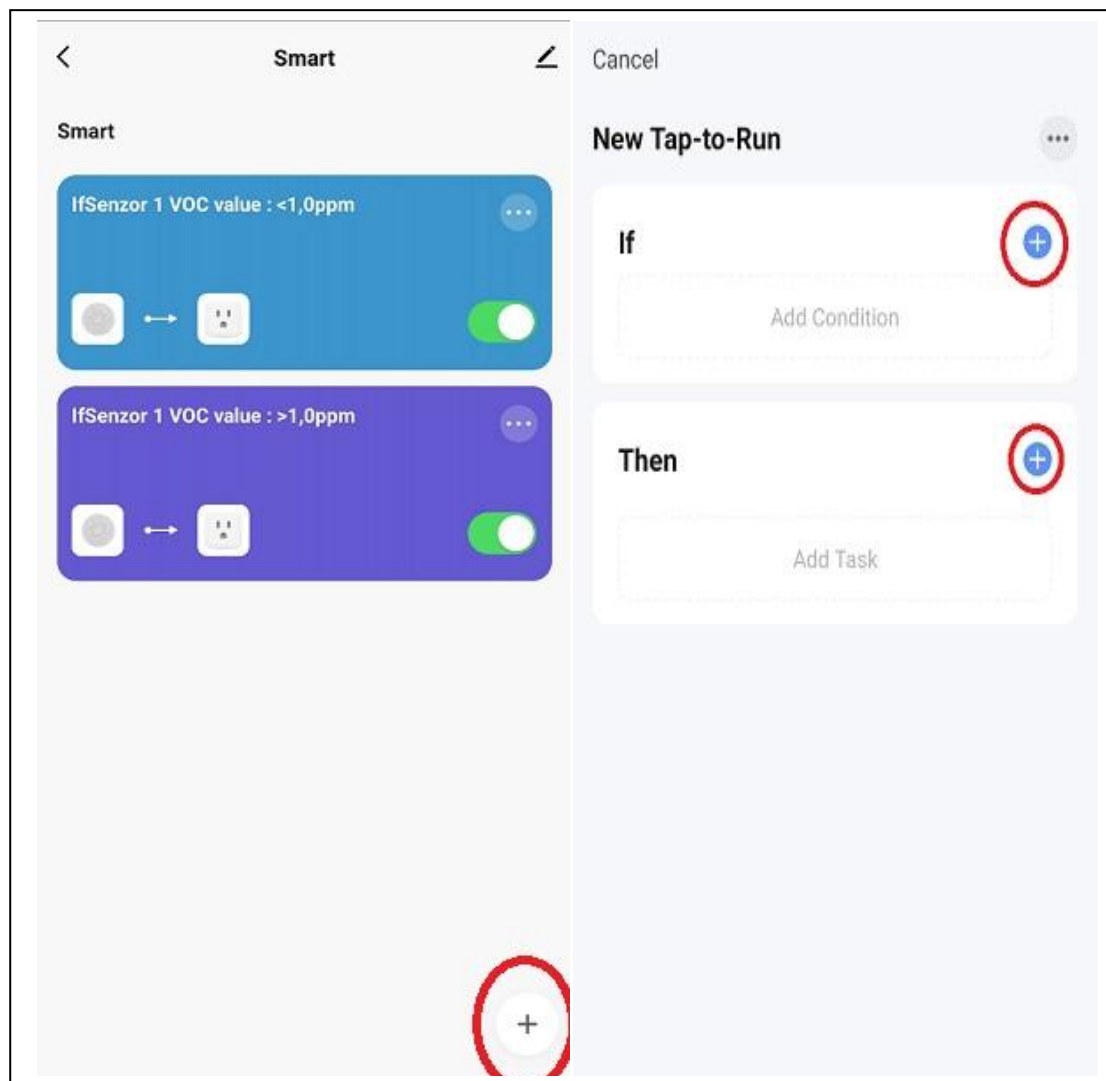 Smart
Smart
IfSenzor 1 VOC value : <1,0ppm
IfSenzor 1 VOC value : >1,0ppm
Cancel
New Tap-to-Run
If
Add Condition
Then
Add Task